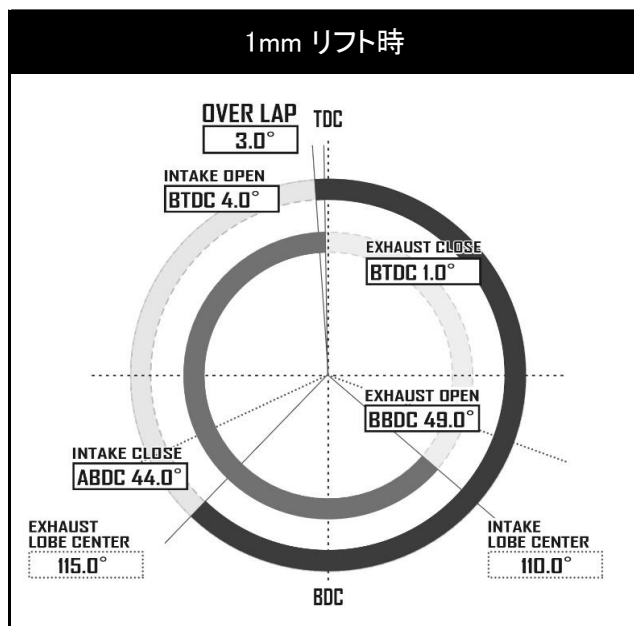 1mm リフト時
OVER LAP
3.0°
TDC
INTAKE OPEN
BTDC 4.0°
EXHAUST CLOSE
BTDC 1.0°
EXHAUST OPEN
BBDC 49.0°
INTAKE CLOSE
ABDC 44.0°
EXHAUST
LOBE CENTER
115.0°
INTAKE
LOBE CENTER
110.0°
BDC